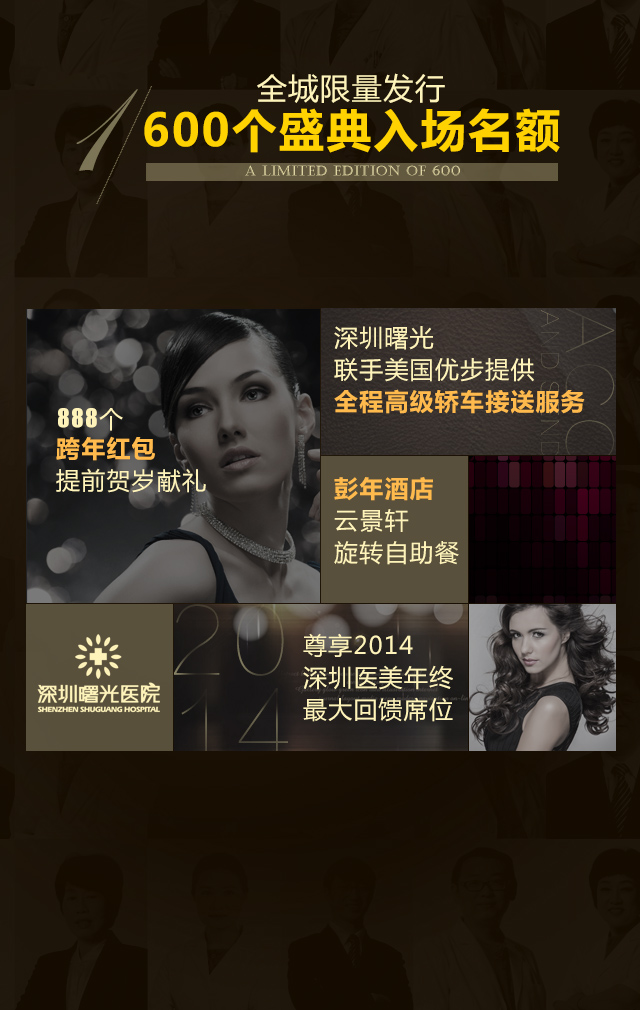 1
全城限量发行
600个盛典入场名额
A LIMITED EDITION OF 600
888个
跨年红包
提前贺岁献礼
深圳曙光
联手美国优步提供
全程高级轿车接送服务
彭年酒店
云景轩
旋转自助餐
深圳曙光医院
SHENZHEN SHUGUANG HOSPITAL
2014
尊享2014
深圳医美年终
最大回馈席位